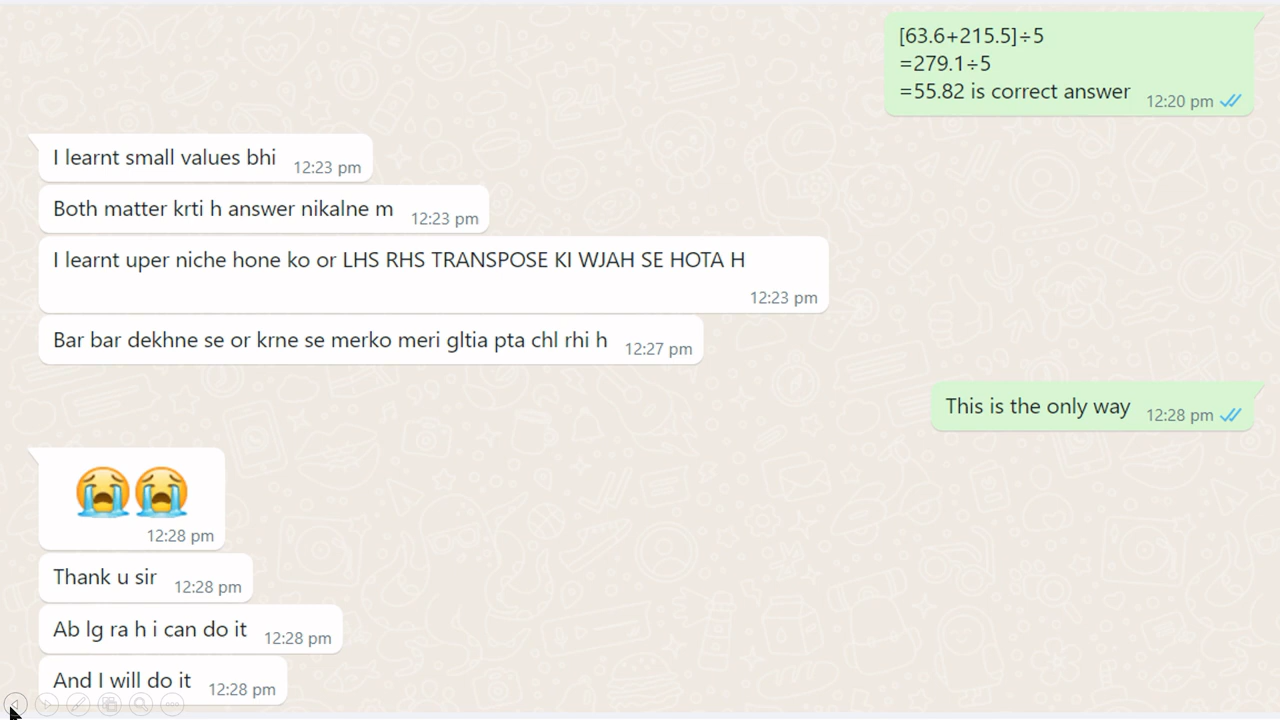 [63.6+215.5]÷5
=279.1÷5
=55.82 is correct answer 12:20 pm
I learnt small values bhi 12:23 pm
Both matter krti h answer nikalne m 12:23 pm
I learnt uper niche hone ko or LHS RHS TRANSPOSE KI WJAH SE HOTA H
12:23 pm
Bar bar dekhne se or krne se merko meri gltia pta chl rhi h 12:27 pm
This is the only way 12:28 pm
😭😭
12:28 pm
Thank u sir 12:28 pm
Ab lg ra h i can do it 12:28 pm
And I will do it 12:28 pm